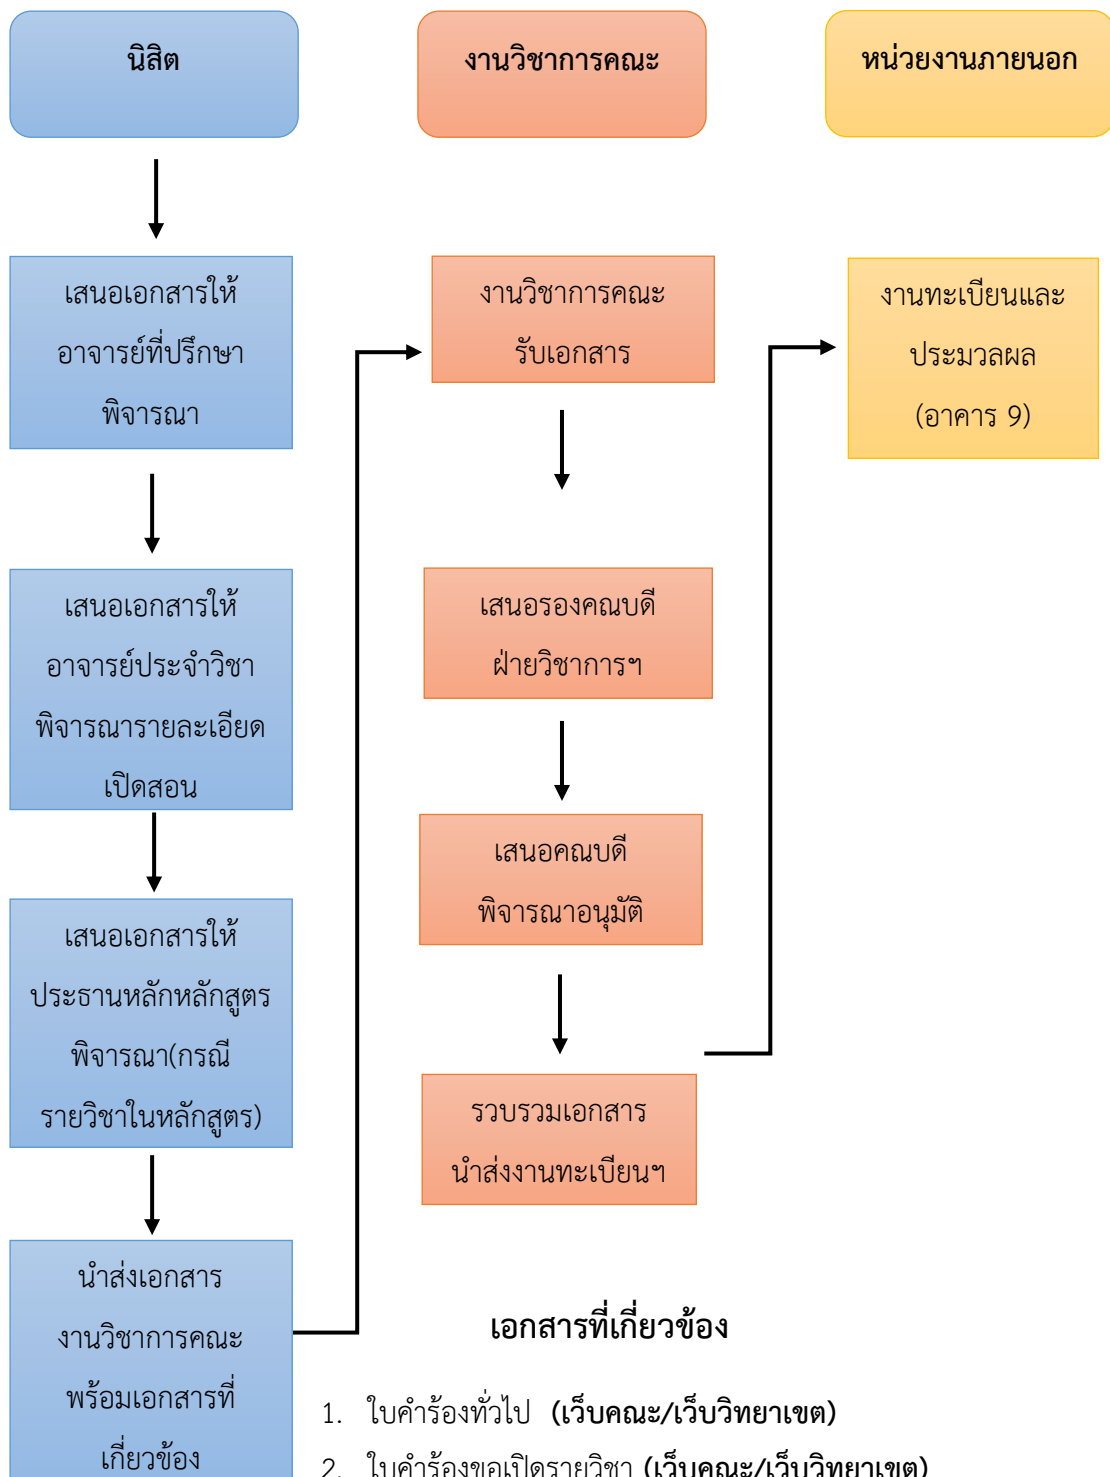 นิสิต
งานวิชาการคณะ
หน่วยงานภายนอก
เสนอเอกสารให้
อาจารย์ที่ปรึกษา
พิจารณา
เสนอเอกสารให้
อาจารย์ประจำวิชา
พิจารณารายละเอียด
เปิดสอน
เสนอเอกสารให้
ประธานหลักหลักสูตร
พิจารณา(กรณี
รายวิชาในหลักสูตร)
นำส่งเอกสาร
งานวิชาการคณะ
พร้อมเอกสารที่
เกี่ยวข้อง
งานวิชาการคณะ
รับเอกสาร
เสนอรองคณบดี
ฝ่ายวิชาการฯ
เสนอคณบดี
พิจารณาอนุมัติ
รวบรวมเอกสาร
นำส่งงานทะเบียนฯ
งานทะเบียนและ
ประมวลผล
(อาคาร 9)
เอกสารที่เกี่ยวข้อง
1. ใบคำร้องทั่วไป (เว็บคณะ/เว็บวิทยาเขต)
2. ใบคำร้องขอเปิดรายวิชา (เว็บคณะ/เว็บวิทยาเขต)